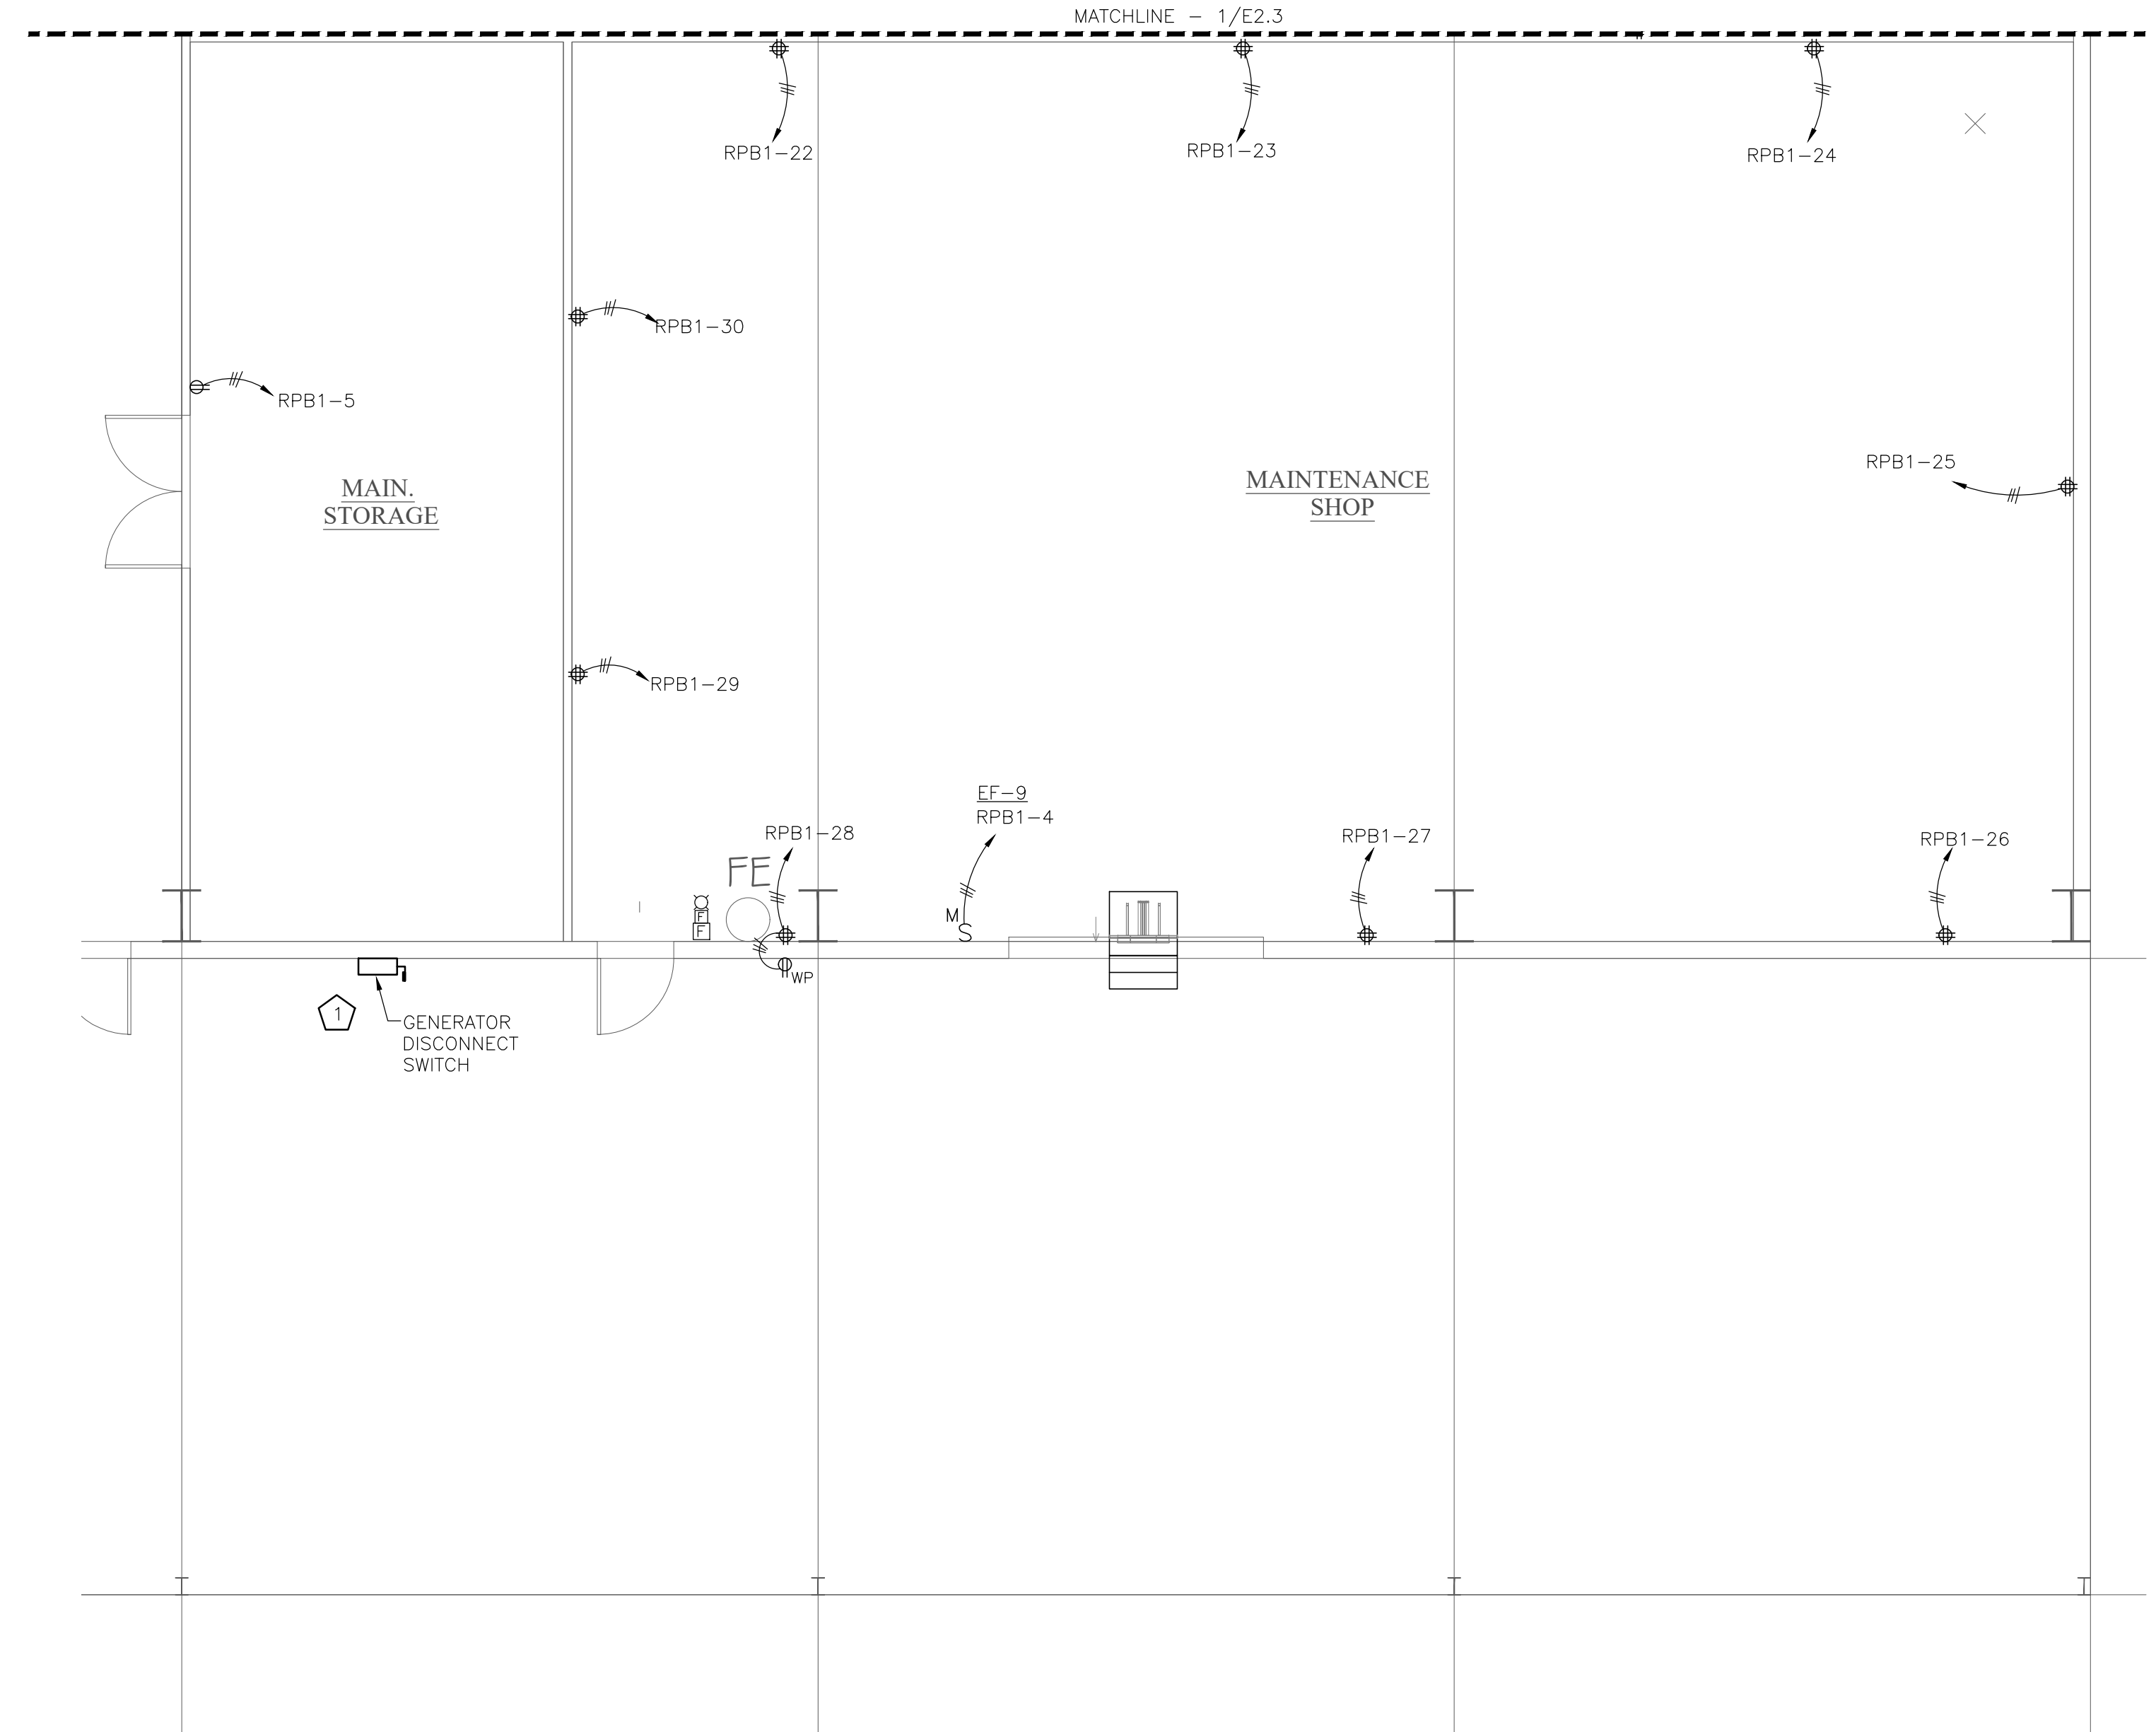 MATCHLINE - 1/E2.3
RPB1-22
RPB1-23
RPB1-24
RPB1-30
RPB1-5
RPB1-25
MAIN.
STORAGE
MAINTENANCE
SHOP
RPB1-29
EF-9
RPB1-4
RPB1-28
RPB1-27
RPB1-26
FE
F
F
M
S
WP
1
GENERATOR
DISCONNECT
SWITCH